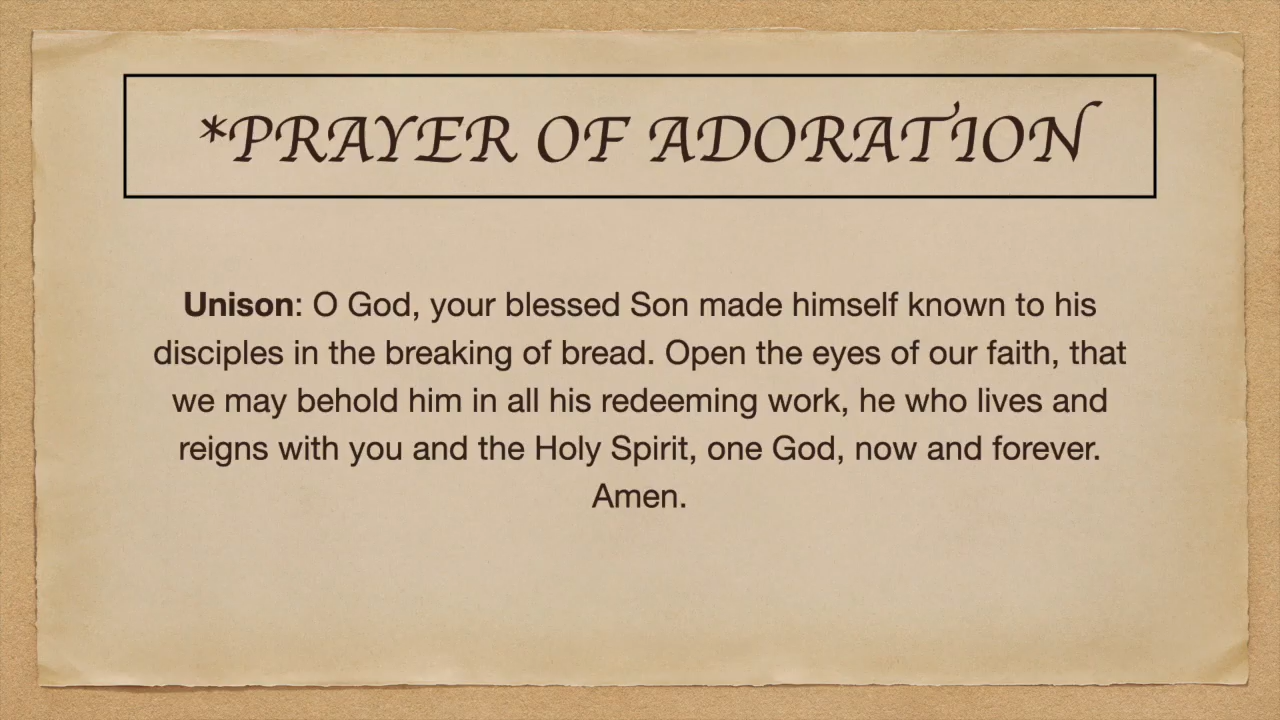 *PRAYER OF ADORATION
Unison: O God, your blessed Son made himself known to his
disciples in the breaking of bread. Open the eyes of our faith, that
we may behold him in all his redeeming work, he who lives and
reigns with you and the Holy Spirit, one God, now and forever.
Amen.